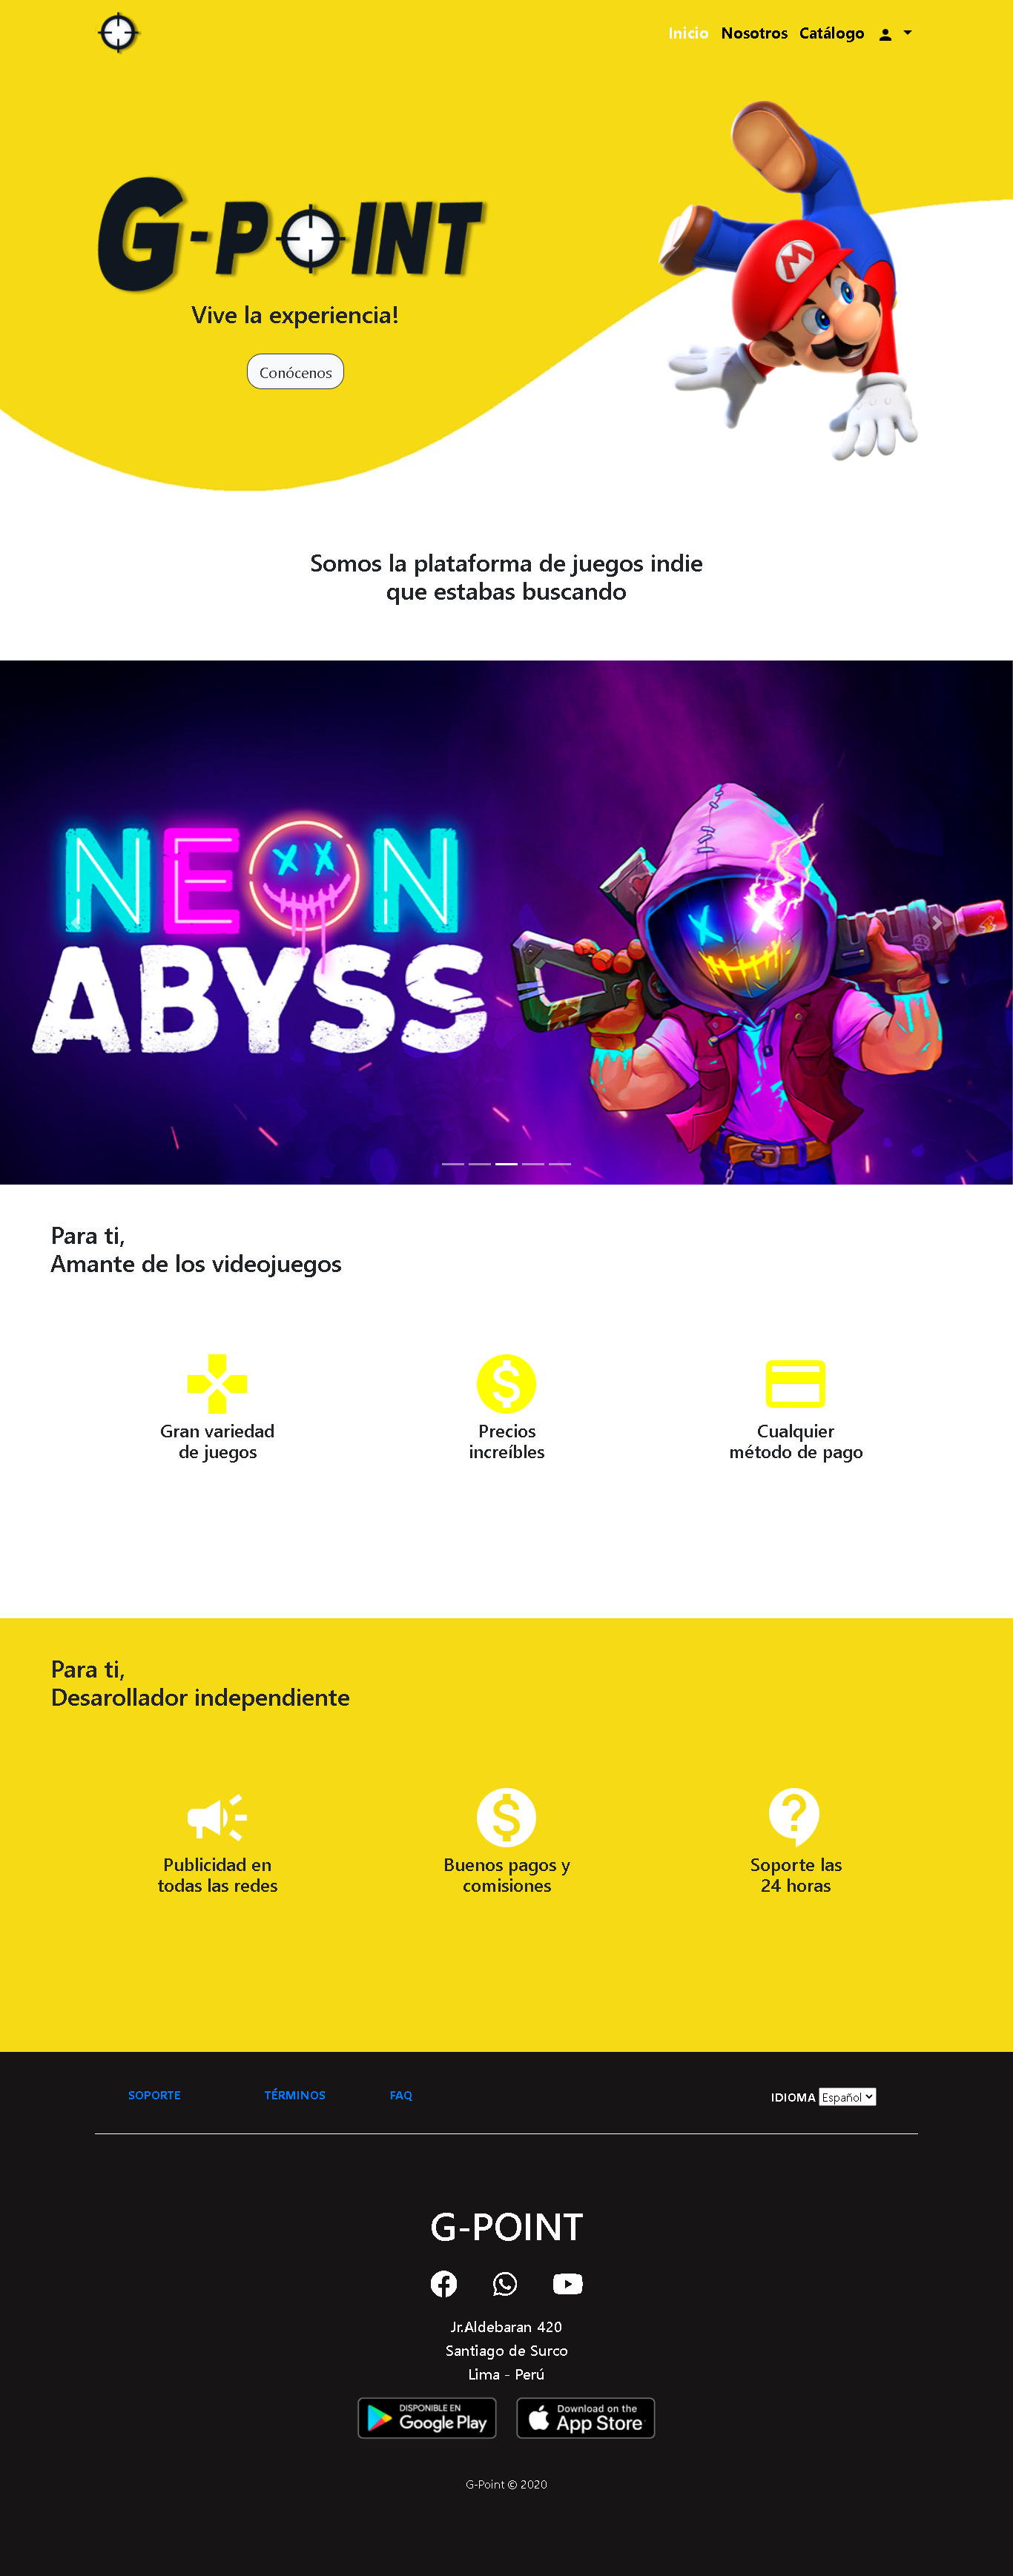 Inicio Nosotros Catálogo
G-POINT
Vive la experiencia!
Conócenos
M
Somos la plataforma de juegos indie
que estabas buscando
NEON
ABYSS
Para ti,
Amante de los videojuegos
Gran variedad
de juegos
Precios
increíbles
Cualquier
método de pago
Para ti,
Desarollador independiente
Publicidad en
todas las redes
Buenos pagos y
comisiones
Soporte las
24 horas
SOPORTE TÉRMINOS FAQ IDIOMA Español
G-POINT
Jr.Aldebaran 420
Santiago de Surco
Lima - Perú
DISPONIBLE EN
Google Play
Download on the
App Store
G-Point © 2020